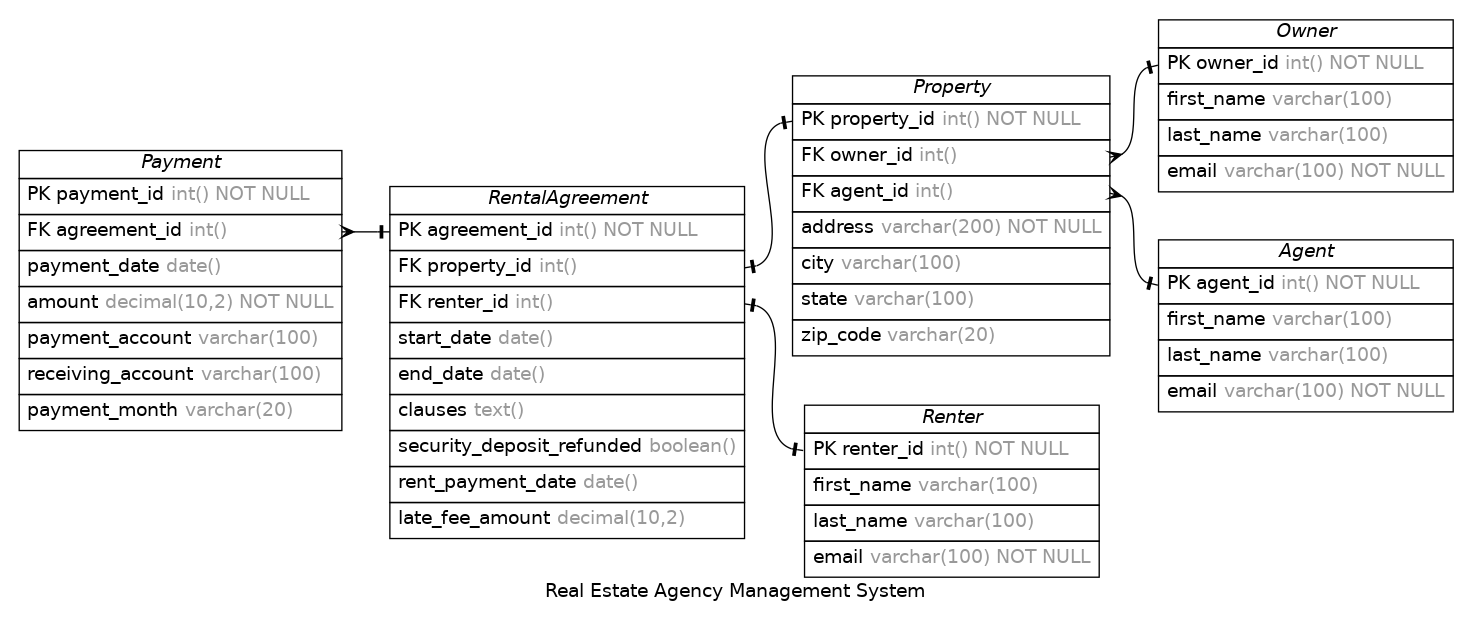 Payment
PK payment_id int() NOT NULL
FK agreement_id int()
payment_date date()
amount decimal(10,2) NOT NULL
payment_account varchar(100)
receiving_account varchar(100)
payment_month varchar(20)
RentalAgreement
PK agreement_id int() NOT NULL
FK property_id int()
FK renter_id int()
start_date date()
end_date date()
clauses text()
security_deposit_refunded boolean()
rent_payment_date date()
late_fee_amount decimal(10,2)
Property
PK property_id int() NOT NULL
FK owner_id int()
FK agent_id int()
address varchar(200) NOT NULL
city varchar(100)
state varchar(100)
zip_code varchar(20)
Renter
PK renter_id int() NOT NULL
first_name varchar(100)
last_name varchar(100)
email varchar(100) NOT NULL
Owner
PK owner_id int() NOT NULL
first_name varchar(100)
last_name varchar(100)
email varchar(100) NOT NULL
Agent
PK agent_id int() NOT NULL
first_name varchar(100)
last_name varchar(100)
email varchar(100) NOT NULL
Real Estate Agency Management System